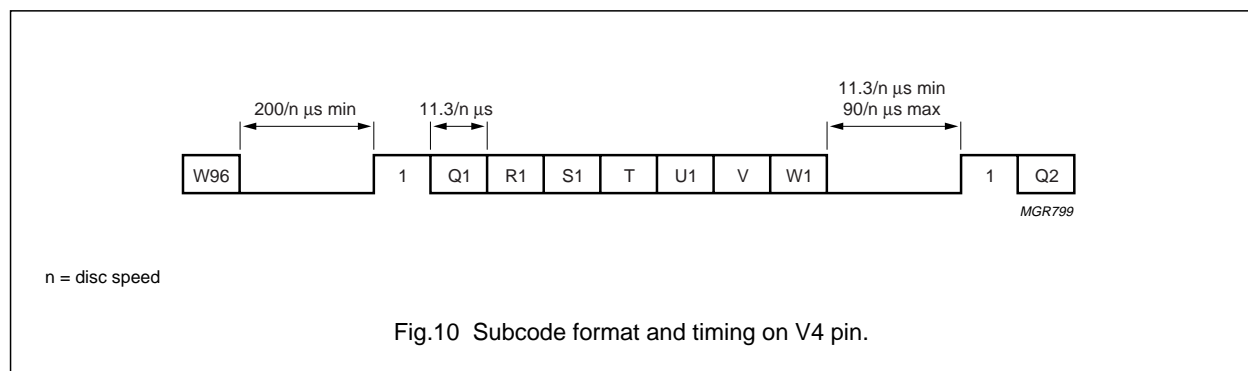 11.3/n μs min
200/n μs min 11.3/n μs 90/n μs max
W96 1 Q1 R1 S1 T U1 V W1 1 Q2
MGR799
n = disc speed
Fig.10 Subcode format and timing on V4 pin.